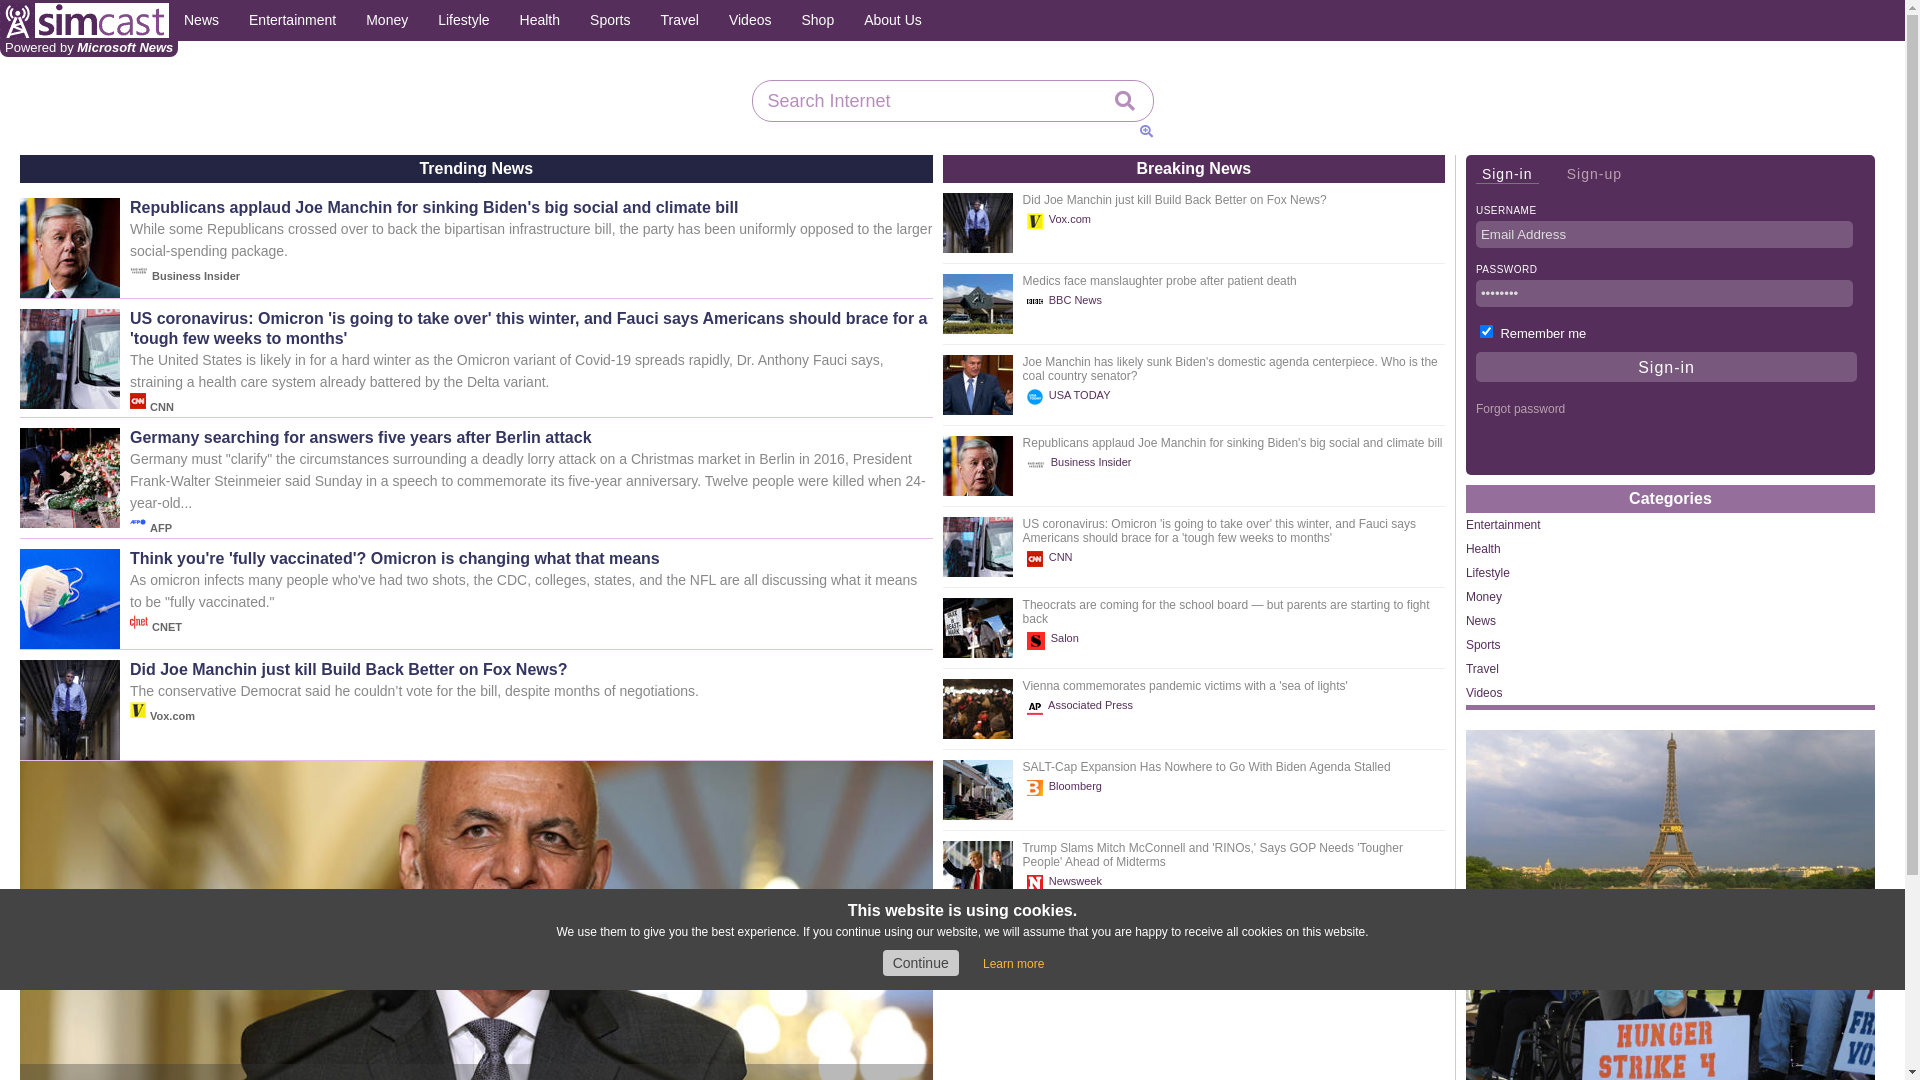 simcast
News
Entertainment
Money
Lifestyle
Health
Sports
Travel
Videos
Shop
About Us
Powered by Microsoft News
Search Internet
Trending News
Republicans applaud Joe Manchin for sinking Biden's big social and climate bill
While some Republicans crossed over to back the bipartisan infrastructure bill, the party has been uniformly opposed to the larger
social-spending package.
Business Insider
US coronavirus: Omicron 'is going to take over' this winter, and Fauci says Americans should brace for a
'tough few weeks to months'
The United States is likely in for a hard winter as the Omicron variant of Covid-19 spreads rapidly, Dr. Anthony Fauci says,
straining a health care system already battered by the Delta variant.
CNN
CNN
Germany searching for answers five years after Berlin attack
Germany must "clarify" the circumstances surrounding a deadly lorry attack on a Christmas market in Berlin in 2016, President
Frank-Walter Steinmeier said Sunday in a speech to commemorate its five-year anniversary. Twelve people were killed when 24-
year-old...
AFP
AFP
Think you're 'fully vaccinated'? Omicron is changing what that means
As omicron infects many people who've had two shots, the CDC, colleges, states, and the NFL are all discussing what it means
to be "fully vaccinated."
c|net
CNET
Did Joe Manchin just kill Build Back Better on Fox News?
The conservative Democrat said he couldn’t vote for the bill, despite months of negotiations.
V
Vox.com
Breaking News
Did Joe Manchin just kill Build Back Better on Fox News?
V
Vox.com
Medics face manslaughter probe after patient death
BBC
BBC News
Joe Manchin has likely sunk Biden's domestic agenda centerpiece. Who is the
coal country senator?
USA TODAY
Republicans applaud Joe Manchin for sinking Biden's big social and climate bill
Business Insider
US coronavirus: Omicron 'is going to take over' this winter, and Fauci says
Americans should brace for a 'tough few weeks to months'
CNN
CNN
Theocrats are coming for the school board — but parents are starting to fight
back
S
Salon
Vienna commemorates pandemic victims with a 'sea of lights'
AP
Associated Press
SALT-Cap Expansion Has Nowhere to Go With Biden Agenda Stalled
B
Bloomberg
Trump Slams Mitch McConnell and 'RINOs,' Says GOP Needs 'Tougher
People' Ahead of Midterms
N
Newsweek
Sign-in
Sign-up
USERNAME
Email Address
PASSWORD
••••••••
Remember me
Sign-in
Forgot password
Categories
Entertainment
Health
Lifestyle
Money
News
Sports
Travel
Videos
This website is using cookies.
We use them to give you the best experience. If you continue using our website, we will assume that you are happy to receive all cookies on this website.
Continue
Learn more
HUNGER
STRIKE 4